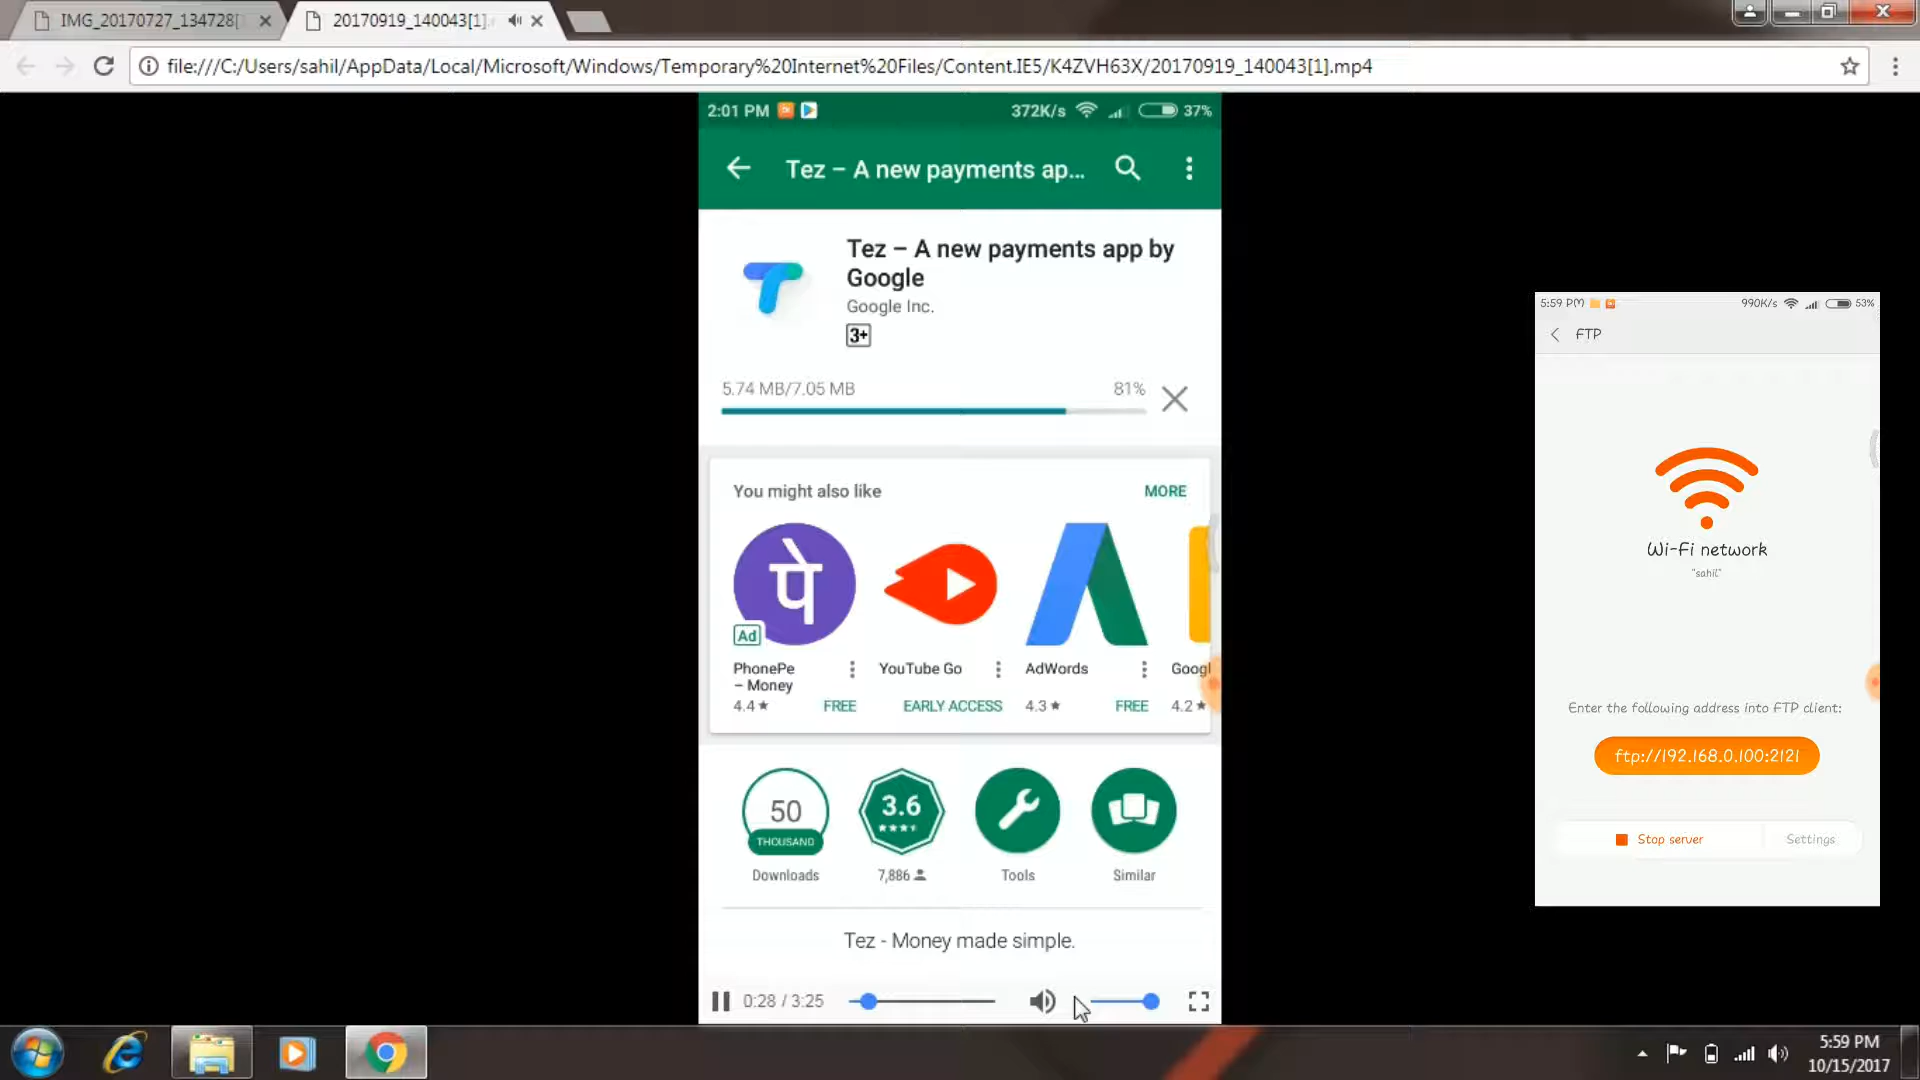 IMG_20170727_134728[
20170919_140043[1].
file:///C:/Users/sahil/AppData/Local/Microsoft/Windows/Temporary%20Internet%20Files/Content.IE5/K4ZVH63X/20170919_140043[1].mp4
2:01 PM
372K/s
37%
Tez – A new payments ap...
Tez – A new payments app by
Google
Google Inc.
3+
5.74 MB/7.05 MB
81%
You might also like
MORE
पे
Ad
PhonePe
– Money
4.4★
FREE
YouTube Go
EARLY ACCESS
AdWords
4.3★
FREE
Googl
4.2★
50
THOUSAND
Downloads
3.6
7,886
Tools
Similar
Tez - Money made simple.
0:28 / 3:25
5:59 PM
990K/s
53%
FTP
Wi-Fi network
"sahil"
Enter the following address into FTP client:
ftp://192.168.0.100:2121
Stop server
Settings
5:59 PM
10/15/2017